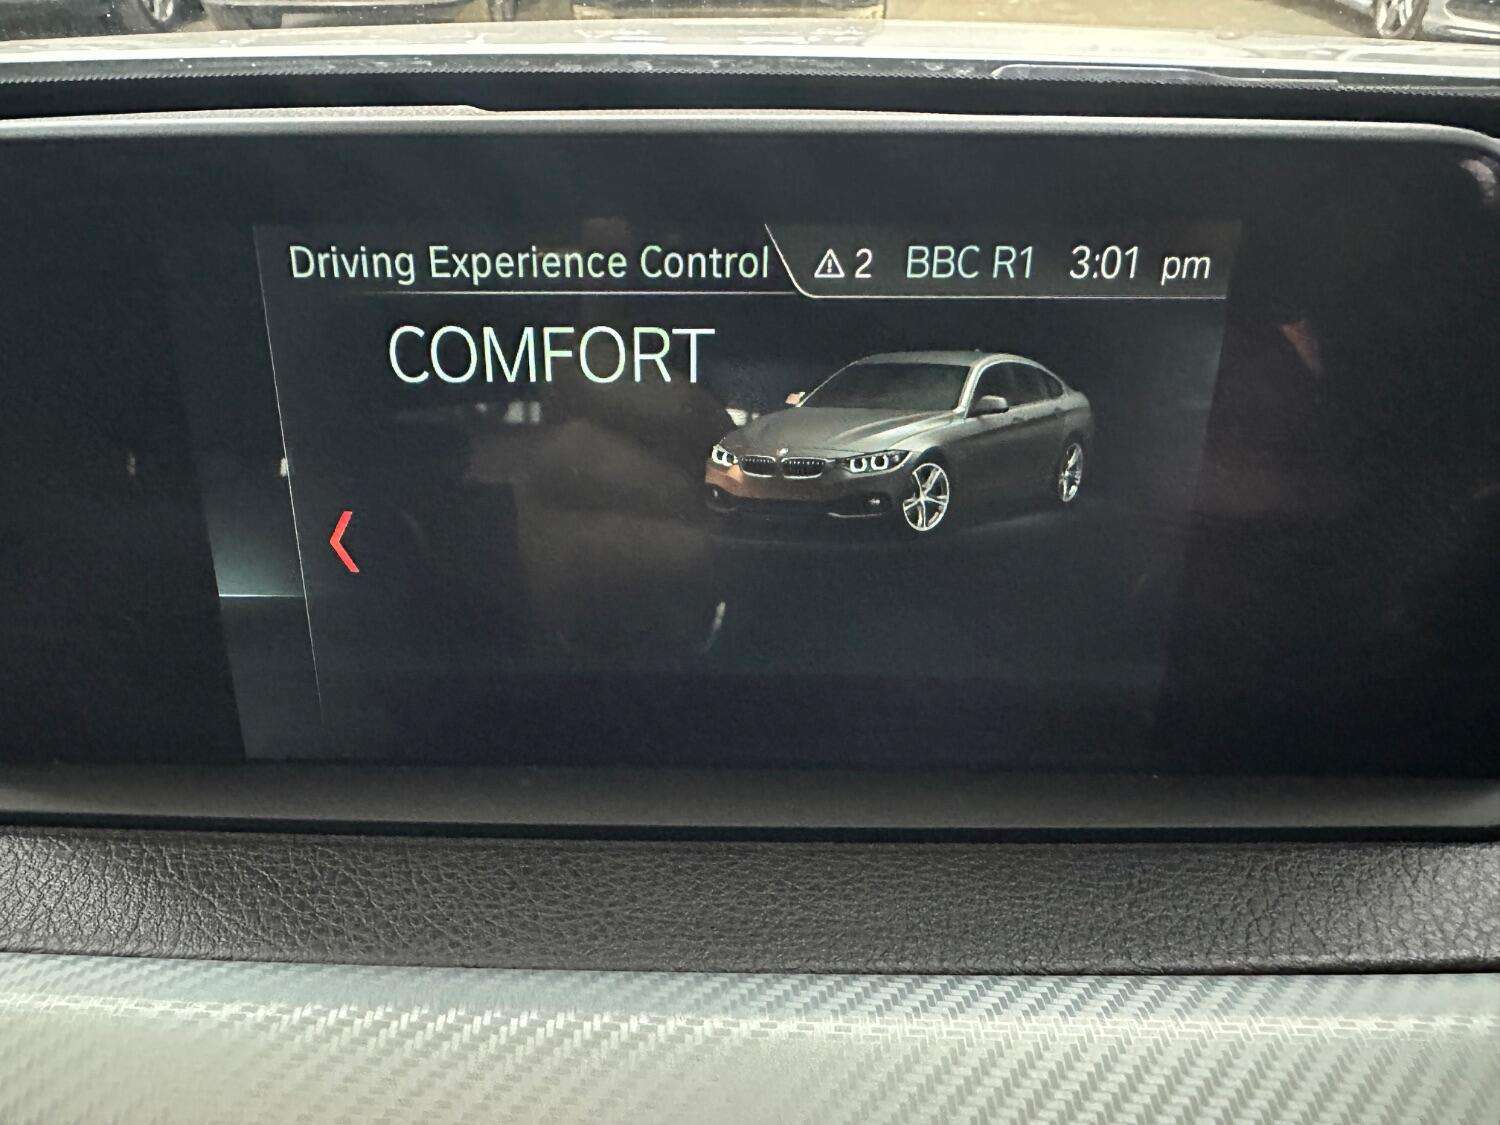 Driving Experience Control ⚠2 BBC R1 3:01 pm
COMFORT